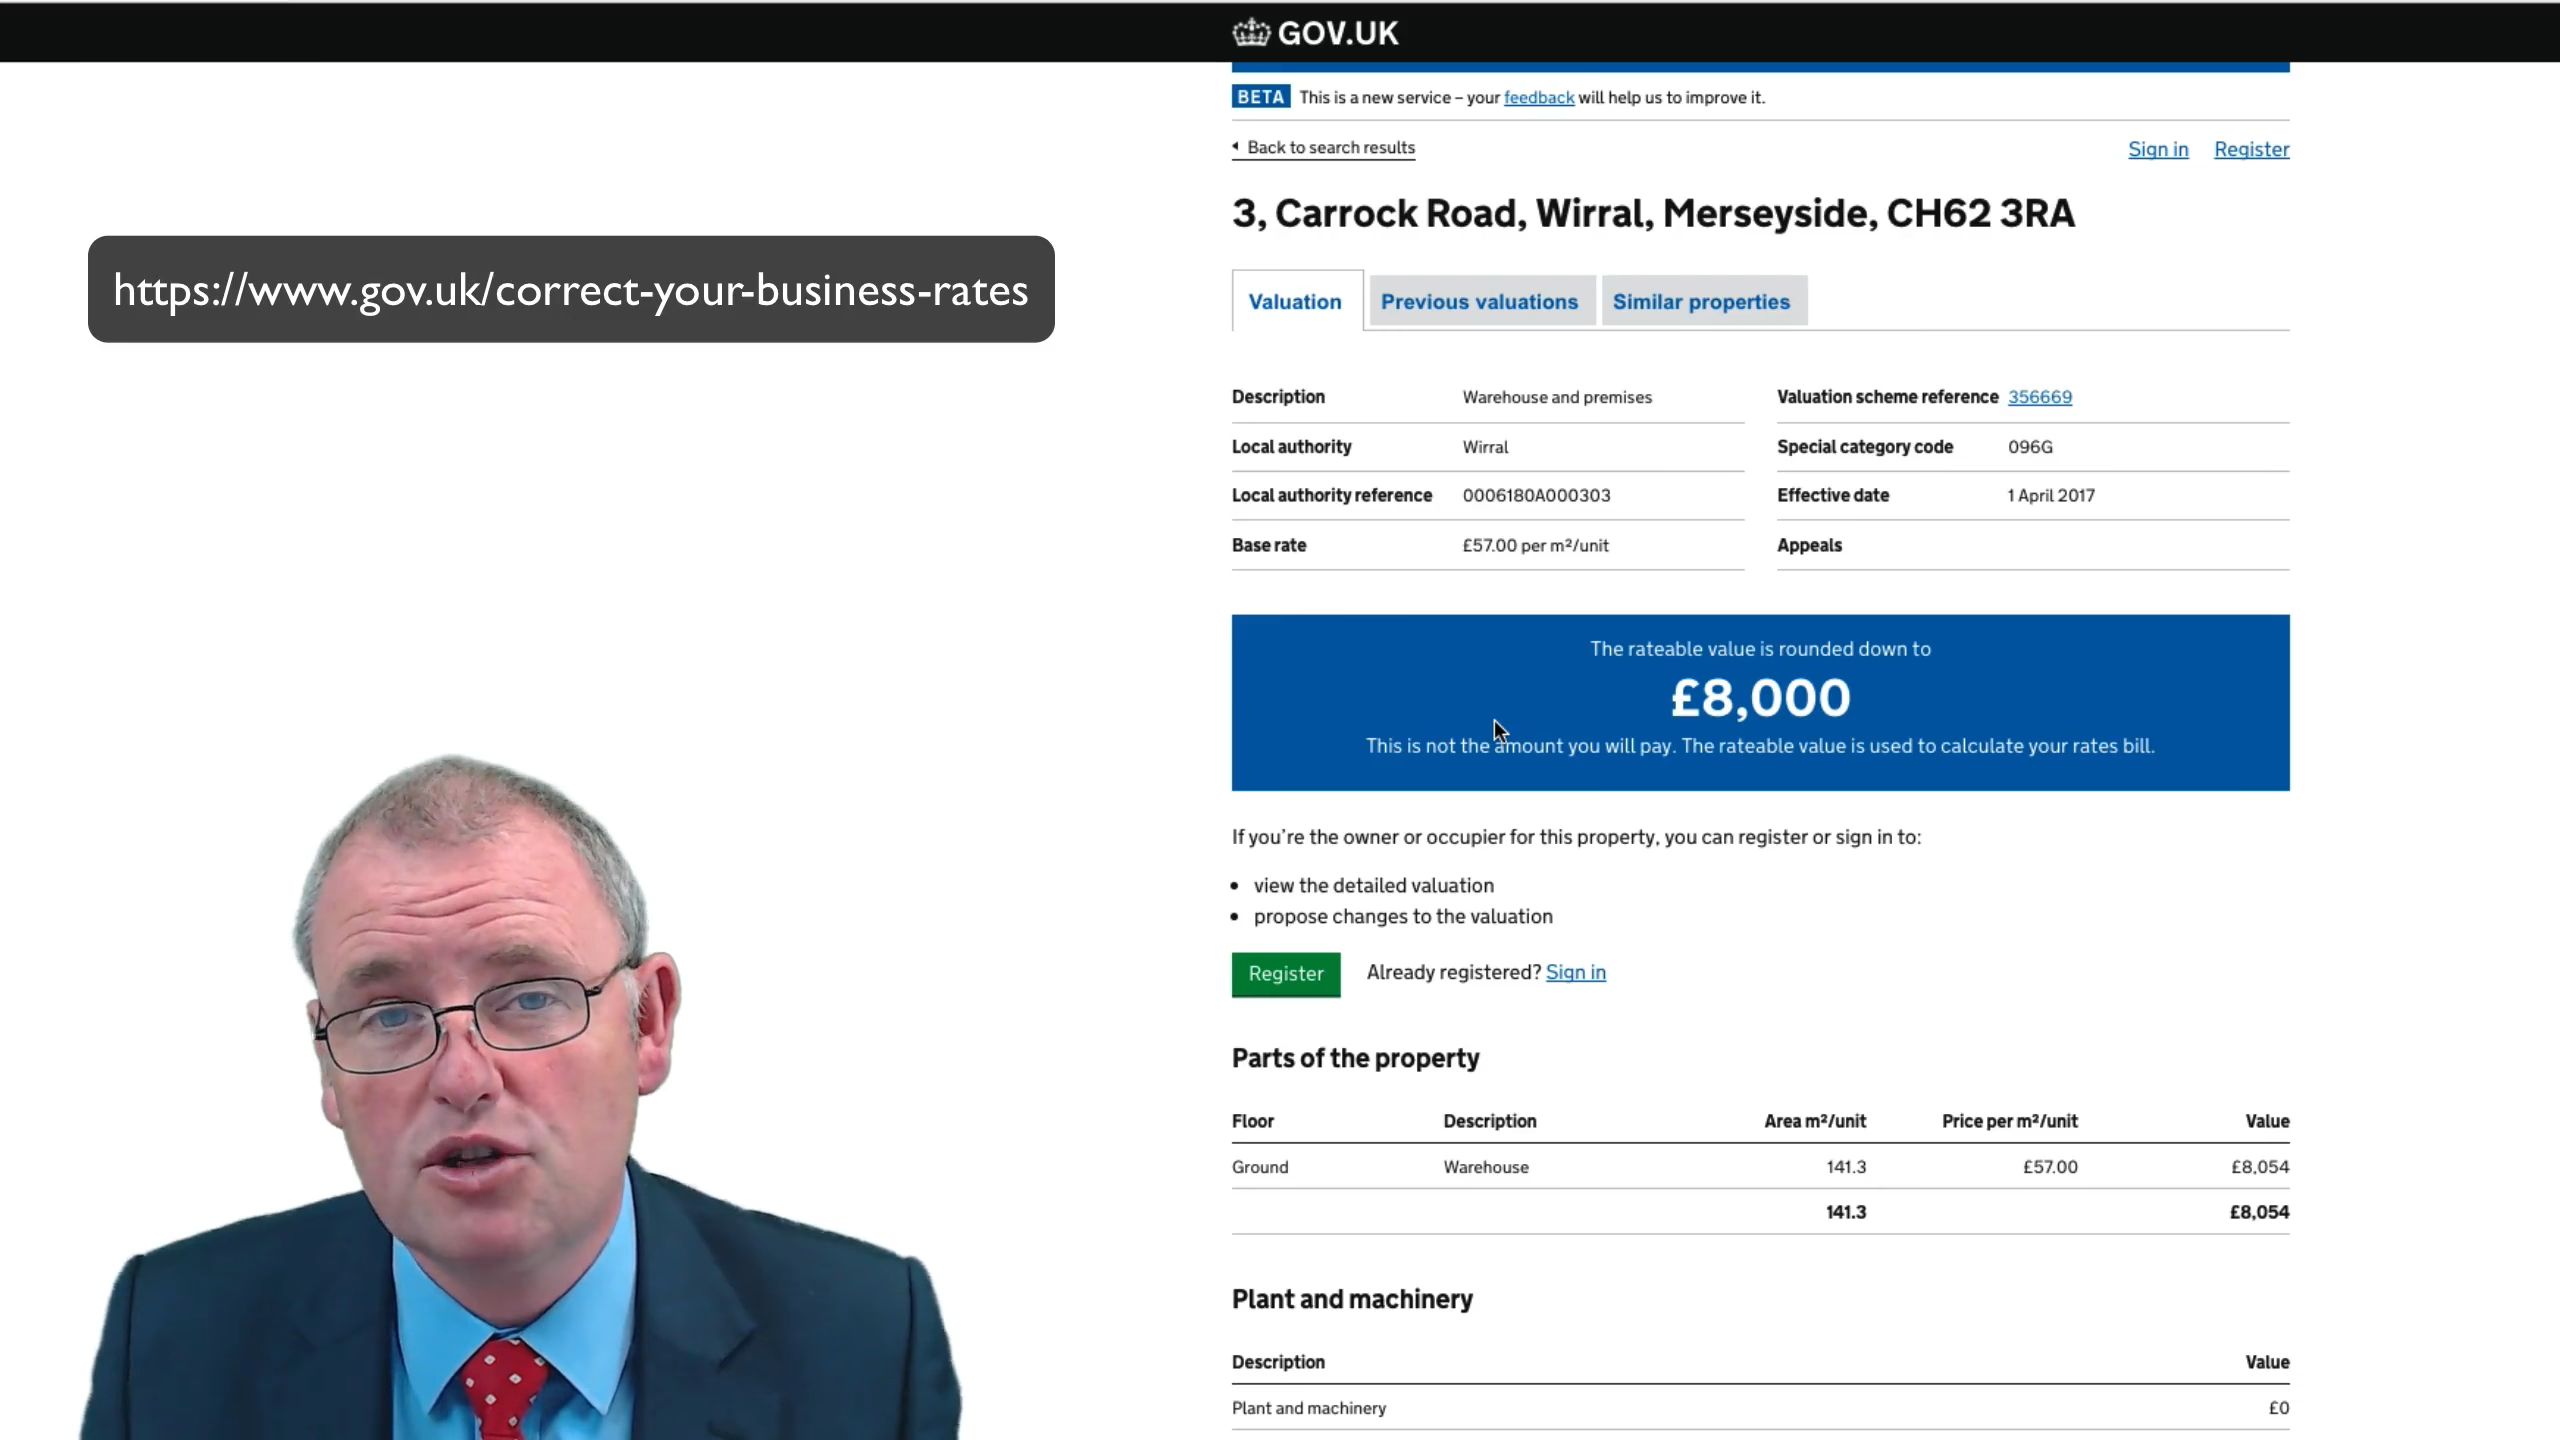 GOV.UK
BETA This is a new service – your feedback will help us to improve it.
Back to search results
Sign in Register
3, Carrock Road, Wirral, Merseyside, CH62 3RA
https://www.gov.uk/correct-your-business-rates
Valuation Previous valuations Similar properties
Description Warehouse and premises Valuation scheme reference 356669
Local authority Wirral Special category code 096G
Local authority reference 0006180A000303 Effective date 1 April 2017
Base rate £57.00 per m²/unit Appeals
The rateable value is rounded down to
£8,000
This is not the amount you will pay. The rateable value is used to calculate your rates bill.
If you're the owner or occupier for this property, you can register or sign in to:
• view the detailed valuation
• propose changes to the valuation
Register Already registered? Sign in
Parts of the property
Floor Description Area m²/unit Price per m²/unit Value
Ground Warehouse 141.3 £57.00 £8,054
141.3 £8,054
Plant and machinery
Description Value
Plant and machinery £0